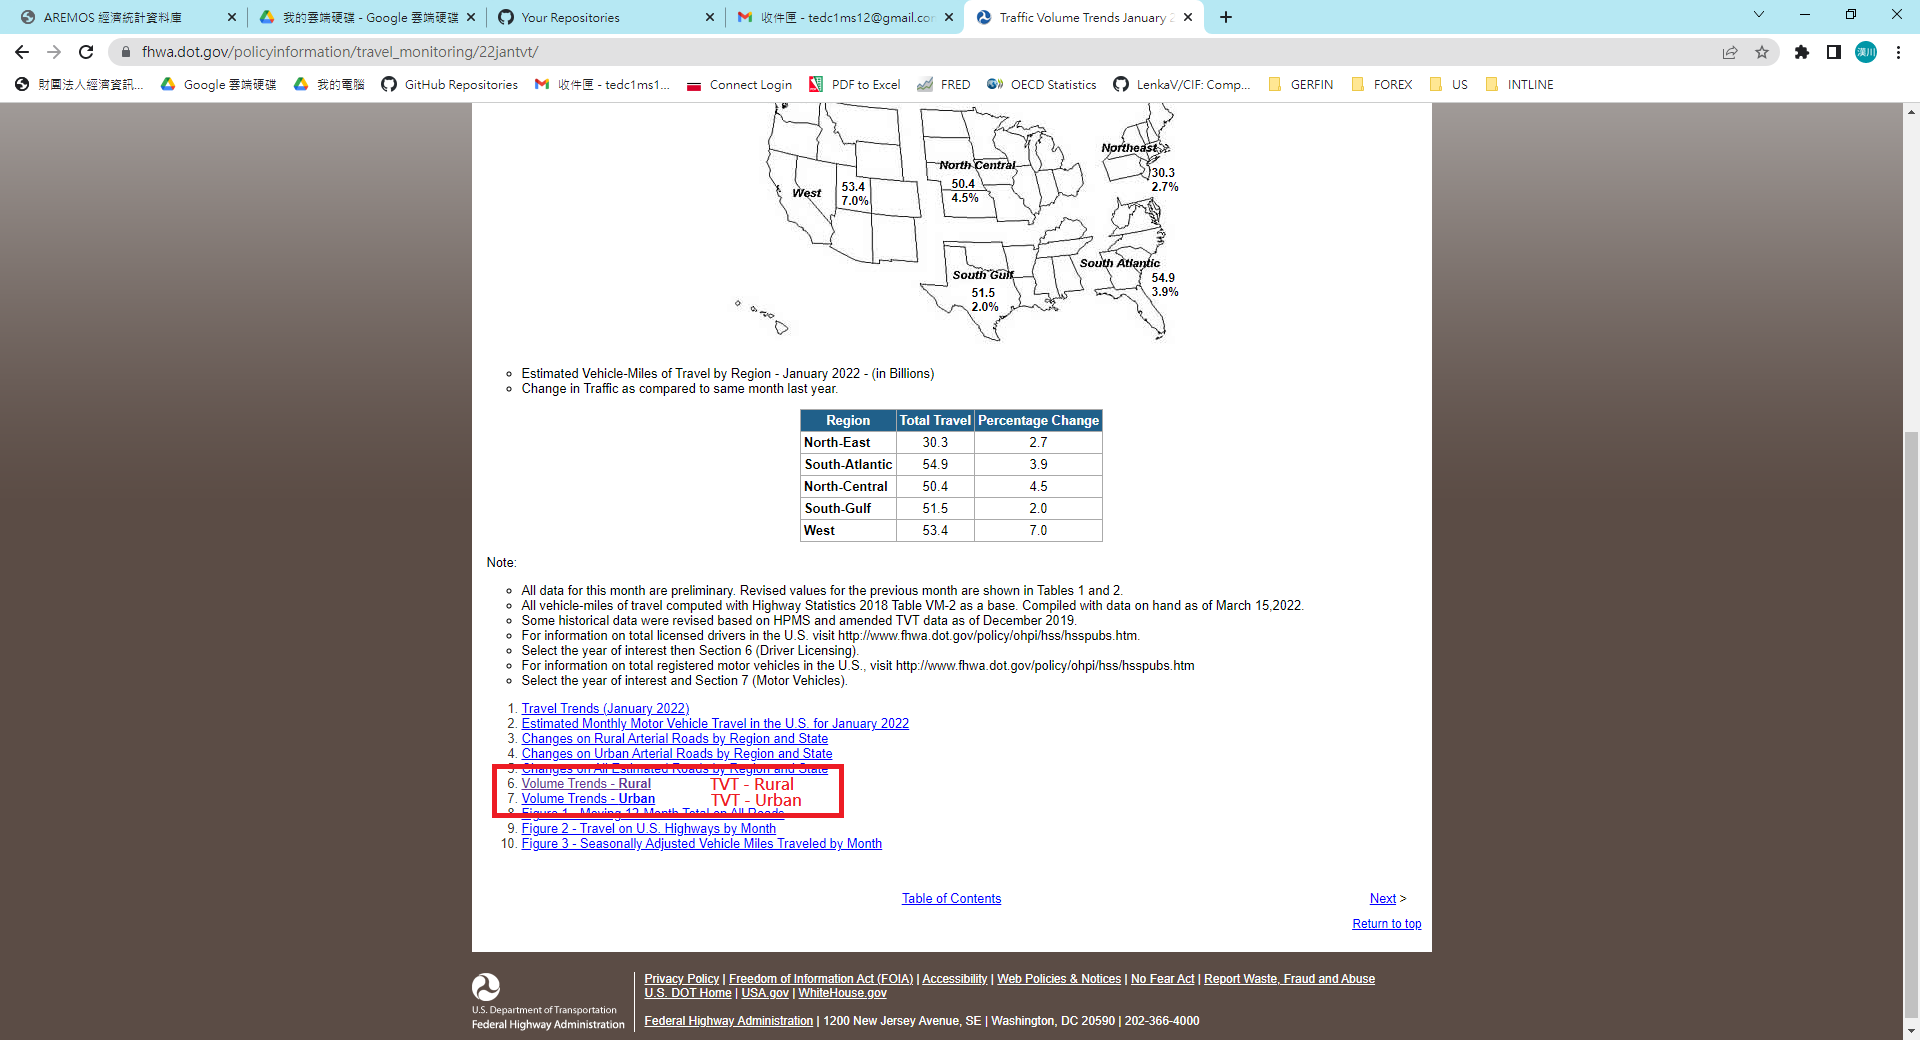 AREMOS 經濟統計資料庫
我的雲端硬碟 - Google 雲端硬碟
Your Repositories
收件匣 - tedc1ms12@gmail.co
Traffic Volume Trends January 2
fhwa.dot.gov/policyinformation/travel_monitoring/22jantvt/
漢川
財團法人經濟資訊...
Google 雲端硬碟
我的電腦
GitHub Repositories
收件匣 - tedc1ms1...
Connect Login
PDF to Excel
FRED
OECD Statistics
LenkaV/CIF: Comp...
GERFIN
FOREX
US
INTLINE
Northeast
30.3
2.7%
North Central
50.4
4.5%
West
53.4
7.0%
South Atlantic
54.9
3.9%
South Gulf
51.5
2.0%
Estimated Vehicle-Miles of Travel by Region - January 2022 - (in Billions)
Change in Traffic as compared to same month last year.
Region Total Travel Percentage Change
North-East 30.3 2.7
South-Atlantic 54.9 3.9
North-Central 50.4 4.5
South-Gulf 51.5 2.0
West 53.4 7.0
Note:
All data for this month are preliminary. Revised values for the previous month are shown in Tables 1 and 2.
All vehicle-miles of travel computed with Highway Statistics 2018 Table VM-2 as a base. Compiled with data on hand as of March 15,2022.
Some historical data were revised based on HPMS and amended TVT data as of December 2019.
For information on total licensed drivers in the U.S. visit http://www.fhwa.dot.gov/policy/ohpi/hss/hsspubs.htm.
Select the year of interest then Section 6 (Driver Licensing).
For information on total registered motor vehicles in the U.S., visit http://www.fhwa.dot.gov/policy/ohpi/hss/hsspubs.htm
Select the year of interest and Section 7 (Motor Vehicles).
1. Travel Trends (January 2022)
2. Estimated Monthly Motor Vehicle Travel in the U.S. for January 2022
3. Changes on Rural Arterial Roads by Region and State
4. Changes on Urban Arterial Roads by Region and State
5. Changes on All Estimated Roads by Region and State
6. Volume Trends - Rural TVT - Rural
7. Volume Trends - Urban TVT - Urban
8. Figure 1 - Moving 12-Month Total on All Roads
9. Figure 2 - Travel on U.S. Highways by Month
10. Figure 3 - Seasonally Adjusted Vehicle Miles Traveled by Month
Table of Contents
Next >
Return to top
U.S. Department of Transportation
Federal Highway Administration
Privacy Policy | Freedom of Information Act (FOIA) | Accessibility | Web Policies & Notices | No Fear Act | Report Waste, Fraud and Abuse
U.S. DOT Home | USA.gov | WhiteHouse.gov
Federal Highway Administration | 1200 New Jersey Avenue, SE | Washington, DC 20590 | 202-366-4000